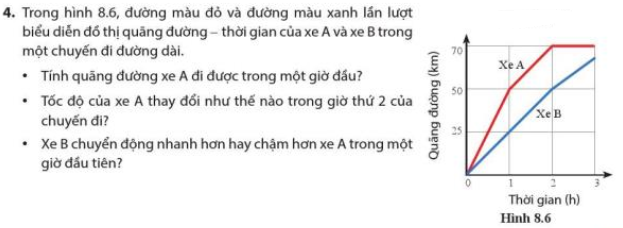 4. Trong hình 8.6, đường màu đỏ và đường màu xanh lần lượt
biểu diễn đồ thị quãng đường – thời gian của xe A và xe B trong
một chuyến đi đường dài.
• Tính quãng đường xe A đi được trong một giờ đầu?
• Tốc độ của xe A thay đổi như thế nào trong giờ thứ 2 của
chuyến đi?
• Xe B chuyển động nhanh hơn hay chậm hơn xe A trong một
giờ đầu tiên?
Quãng đường (km)
70
50
25
Xe A
Xe B
0 1 2 3
Thời gian (h)
Hình 8.6